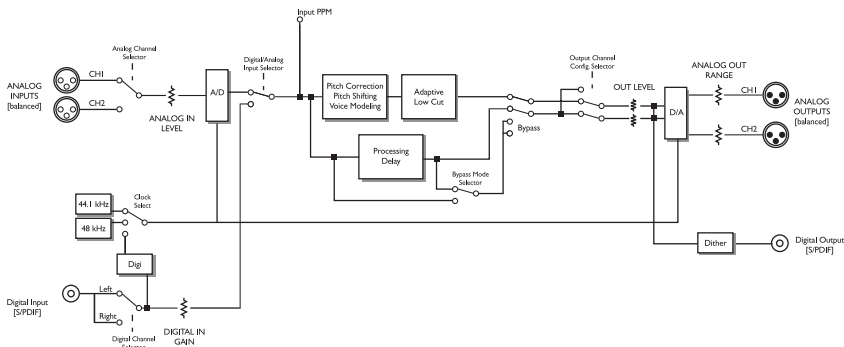 Input PPM
Analog Channel
Selector
CH1
CH2
ANALOG
INPUTS
[balanced]
ANALOG IN
LEVEL
A/D
Digital/Analog
Input Selector
Pitch Correction
Pitch Shifting
Voice Modeling
Adaptive
Low Cut
Processing
Delay
Bypass
Bypass Mode
Selector
Output Channel
Config Selector
OUT LEVEL
D/A
ANALOG OUT
RANGE
CH1
CH2
ANALOG
OUTPUTS
[balanced]
44.1 kHz
48 kHz
Clock
Select
Digi
Digital Input
[S/PDIF]
Left
Right
Digital Channel
DIGITAL IN
GAIN
Dither
Digital Output
[S/PDIF]